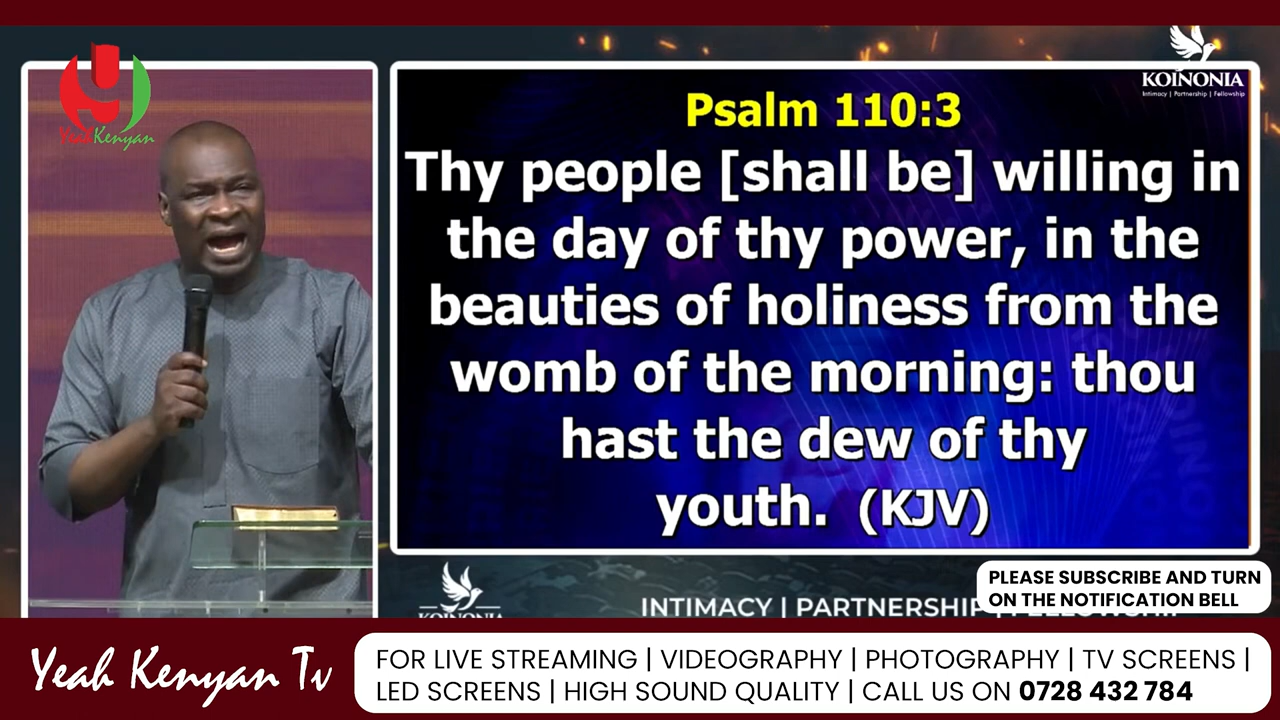 YeahKenyan
KOINONIA
Intimacy | Partnership | Fellowship
Psalm 110:3
Thy people [shall be] willing in
the day of thy power, in the
beauties of holiness from the
womb of the morning: thou
hast the dew of thy
youth. (KJV)
KOINONIA
INTIMACY | PARTNERSHIP |
PLEASE SUBSCRIBE AND TURN
ON THE NOTIFICATION BELL
Yeah Kenyan Tv
FOR LIVE STREAMING | VIDEOGRAPHY | PHOTOGRAPHY | TV SCREENS |
LED SCREENS | HIGH SOUND QUALITY | CALL US ON 0728 432 784